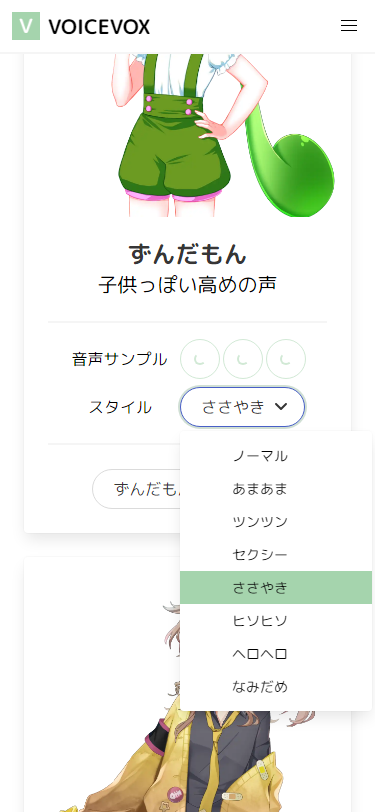 V VOICEVOX
ずんだもん
子供っぽい高めの声
音声サンプル
スタイル
ささやき
ノーマル
あまあま
ツンツン
セクシー
ささやき
ヒソヒソ
ヘロヘロ
なみだめ
ずんだも